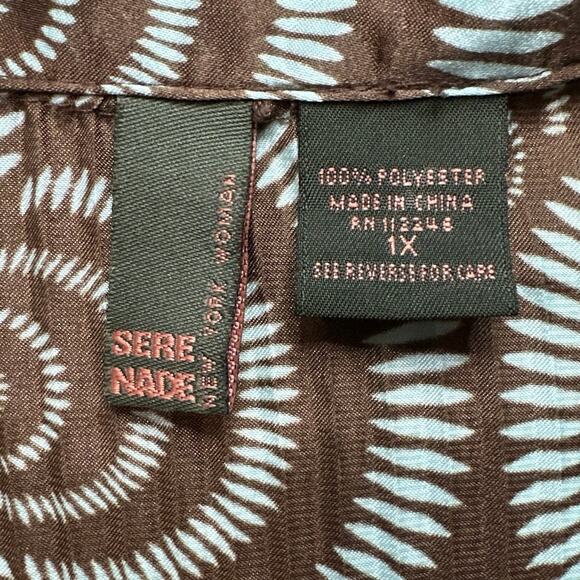 SERE
NADE
NEW YORK WOMAN
100% POLYESTER
MADE IN CHINA
RN 112246
1X
SEE REVERSE FOR CARE